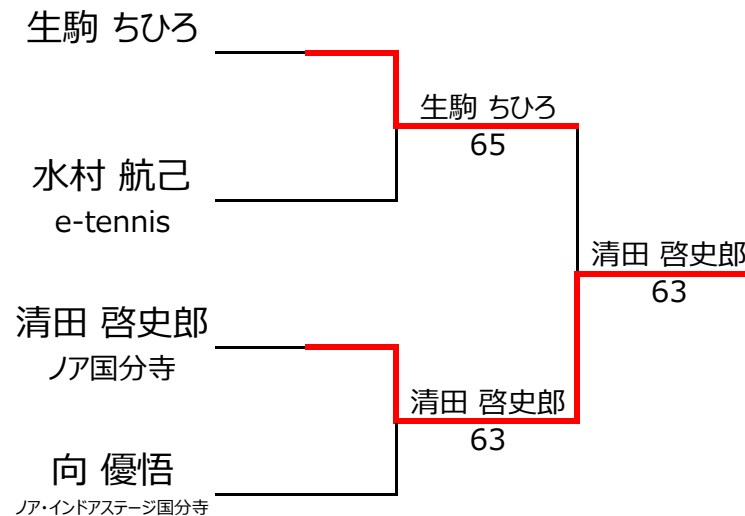 生駒 ちひろ
生駒 ちひろ
65
水村 航己
e-tennis
清田 啓史郎
63
清田 啓史郎
ノア国分寺
清田 啓史郎
63
向 優悟
ノア・インドアステージ国分寺